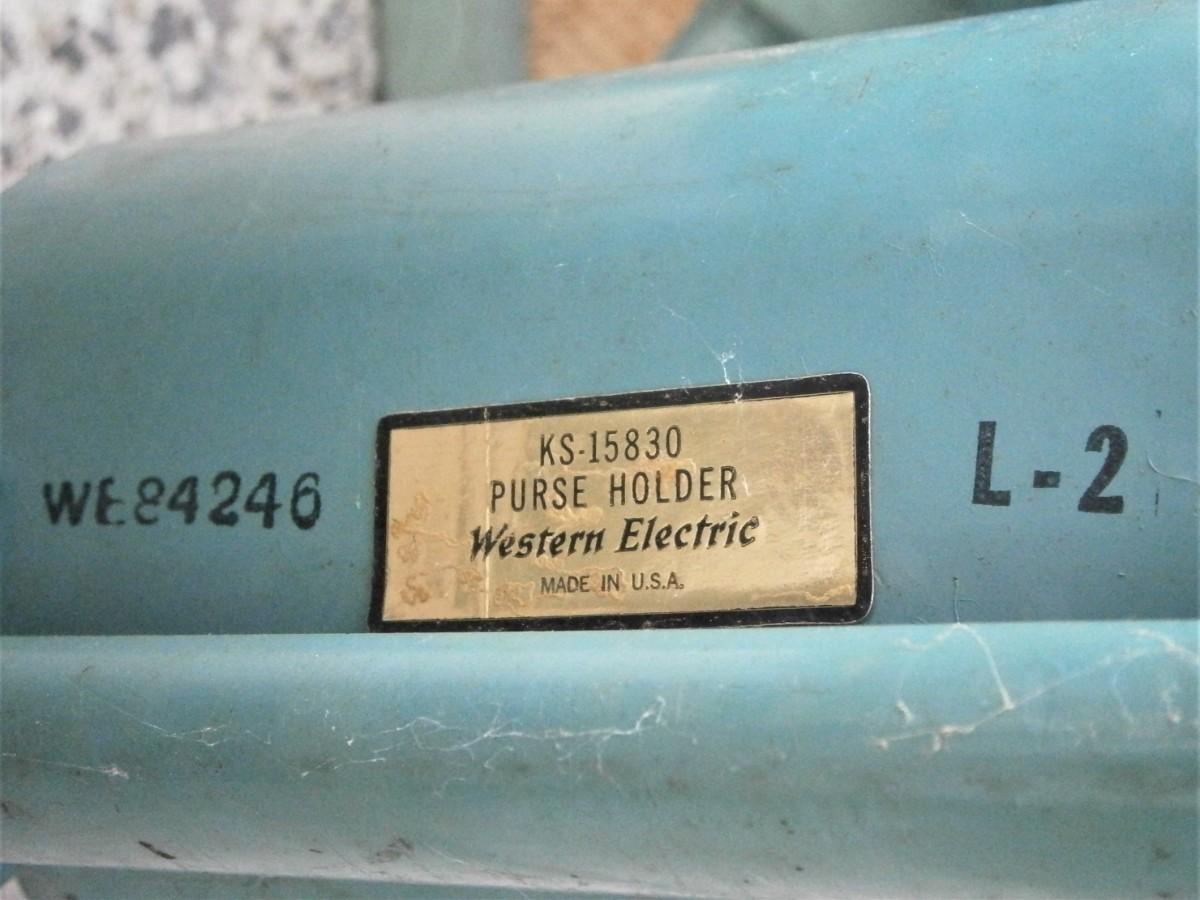 WE84246
KS-15830
PURSE HOLDER
Western Electric
MADE IN U.S.A.
L-2